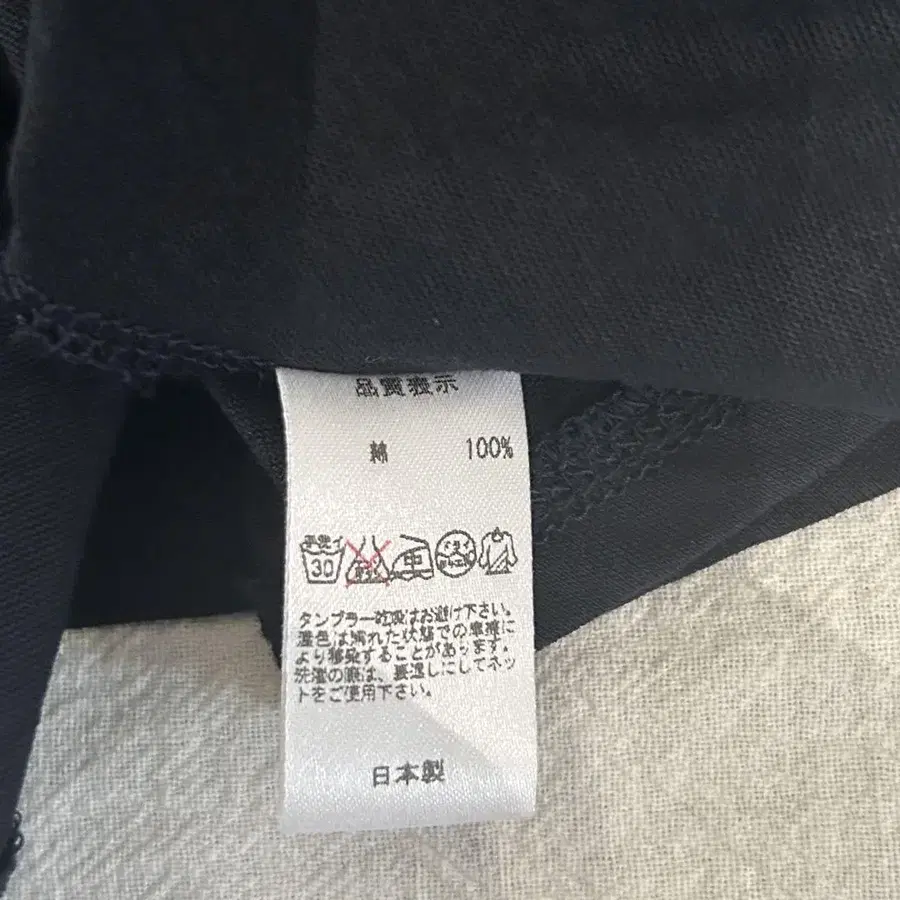 品質表示
綿 100%
手洗イ
30
中
タンブラー乾燥はお避け下さい。
濃色は濡れた状態での摩擦に
より移染することがあります。
洗濯の際は、裏返しにしてネッ
トをご使用下さい。
日本製